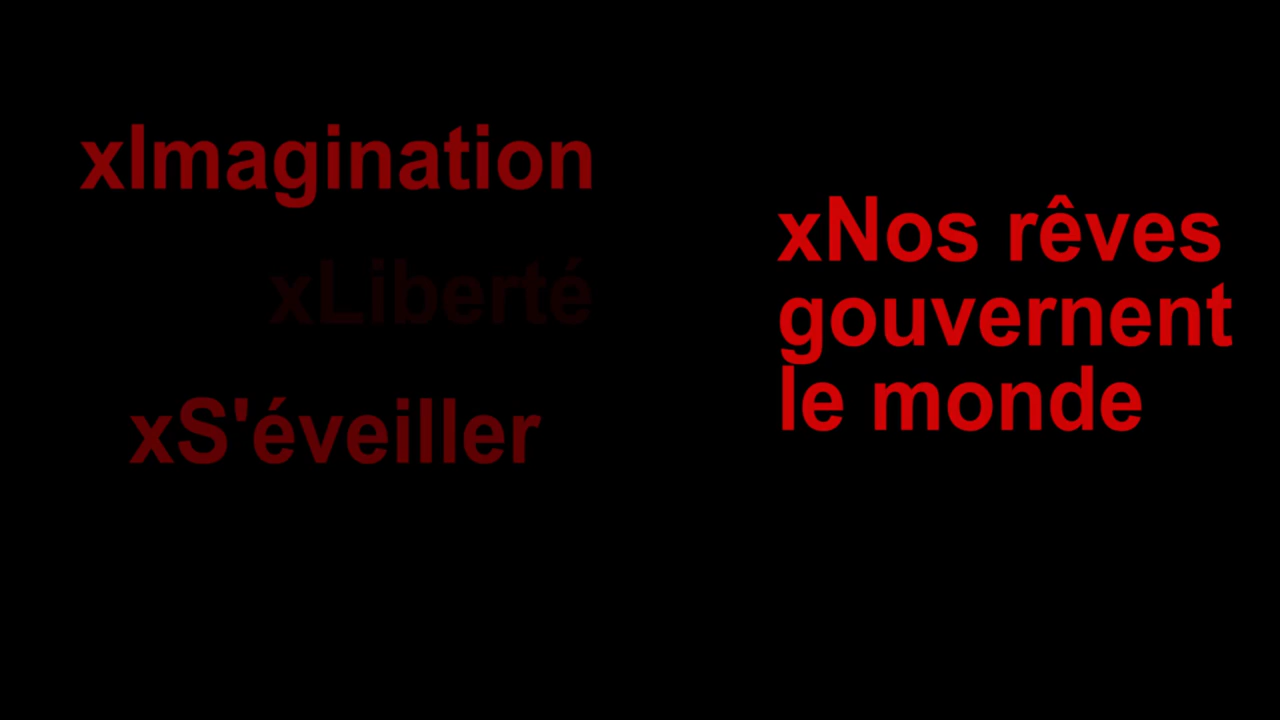 xImagination
xLiberté
xS'éveiller
xNos rêves
gouvernent
le monde